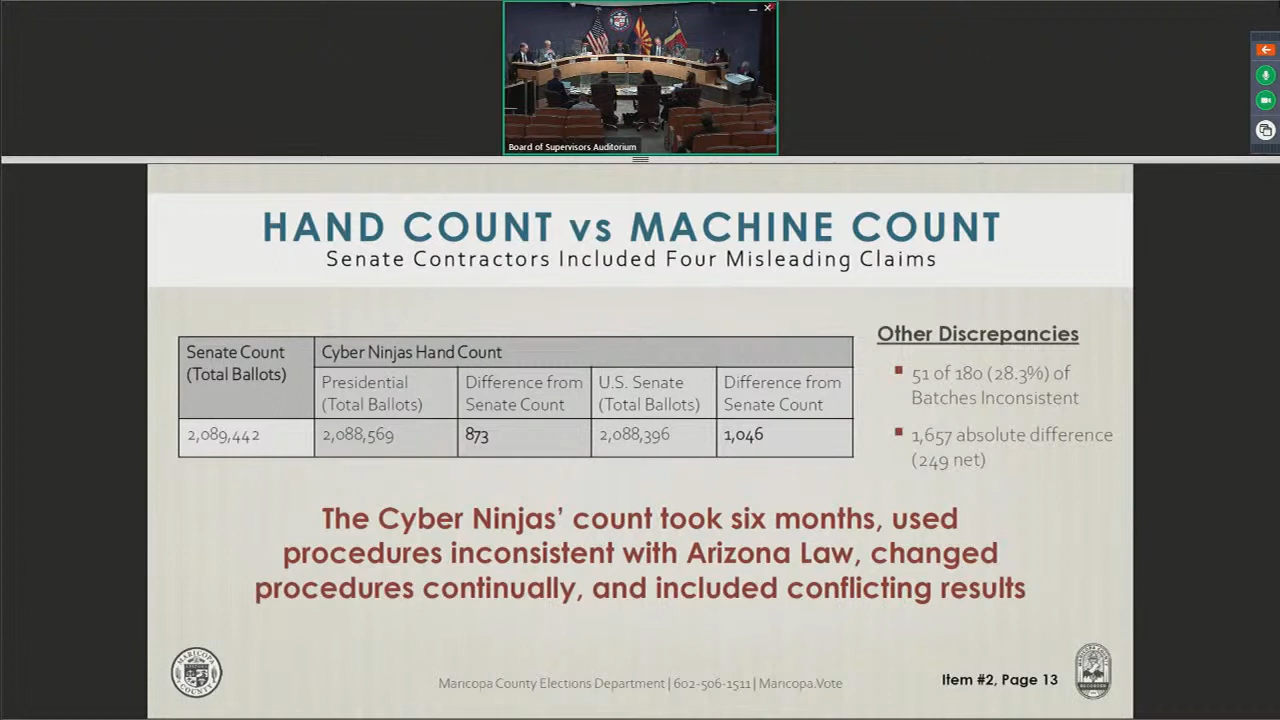 Board of Supervisors Auditorium
HAND COUNT vs MACHINE COUNT
Senate Contractors Included Four Misleading Claims
Senate Count
(Total Ballots)
Cyber Ninjas Hand Count
Presidential
(Total Ballots)
Difference from
Senate Count
U.S. Senate
(Total Ballots)
Difference from
Senate Count
2,089,442
2,088,569
873
2,088,396
1,046
Other Discrepancies
51 of 180 (28.3%) of
Batches Inconsistent
1,657 absolute difference
(249 net)
The Cyber Ninjas’ count took six months, used
procedures inconsistent with Arizona Law, changed
procedures continually, and included conflicting results
MARICOPA
COUNTY
Maricopa County Elections Department | 602-506-1511| Maricopa.Vote
Item #2, Page 13
MARICOPA COUNTY
RECORDER